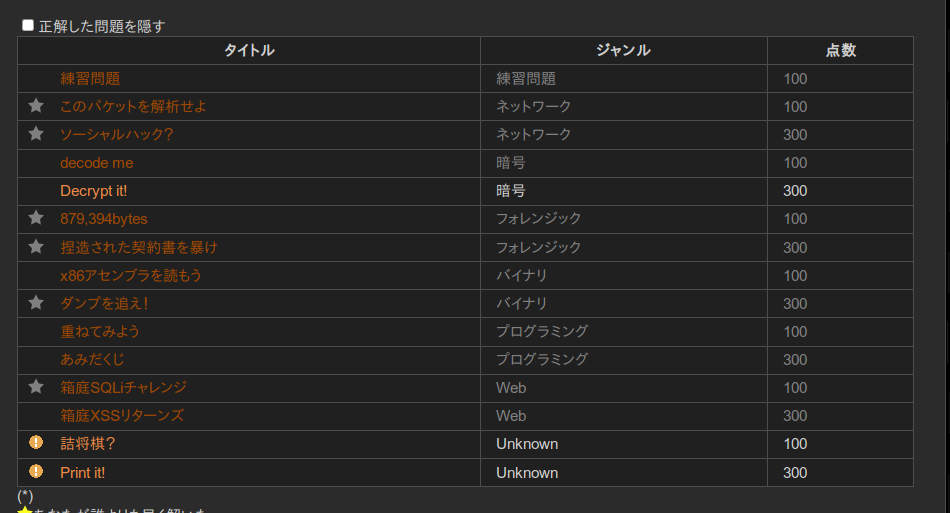 正解した問題を隠す
タイトル ジャンル 点数
練習問題 練習問題 100
このパケットを解析せよ ネットワーク 100
ソーシャルハック? ネットワーク 300
decode me 暗号 100
Decrypt it! 暗号 300
879,394bytes フォレンジック 100
捏造された契約書を暴け フォレンジック 300
x86アセンブラを読もう バイナリ 100
ダンプを追え! バイナリ 300
重ねてみよう プログラミング 100
あみだくじ プログラミング 300
箱庭SQLiチャレンジ Web 100
箱庭XSSリターンズ Web 300
詰将棋? Unknown 100
Print it! Unknown 300
(*)